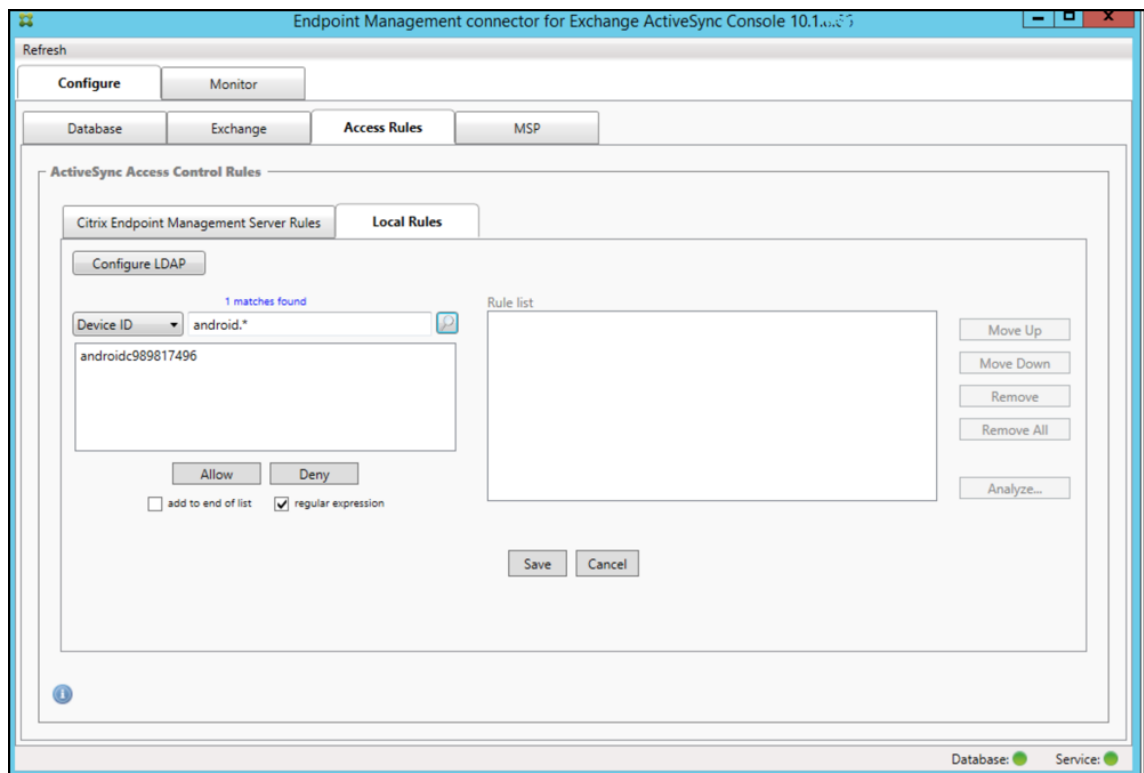 Endpoint Management connector for Exchange ActiveSync Console
Refresh
Configure Monitor
Database Exchange Access Rules MSP
ActiveSync Access Control Rules
Citrix Endpoint Management Server Rules Local Rules
Configure LDAP
1 matches found
Rule list
Device ID android.*
androidc989817496
Move Up
Move Down
Remove
Remove All
Allow Deny
Analyze...
add to end of list regular expression
Save Cancel
Database: Service: